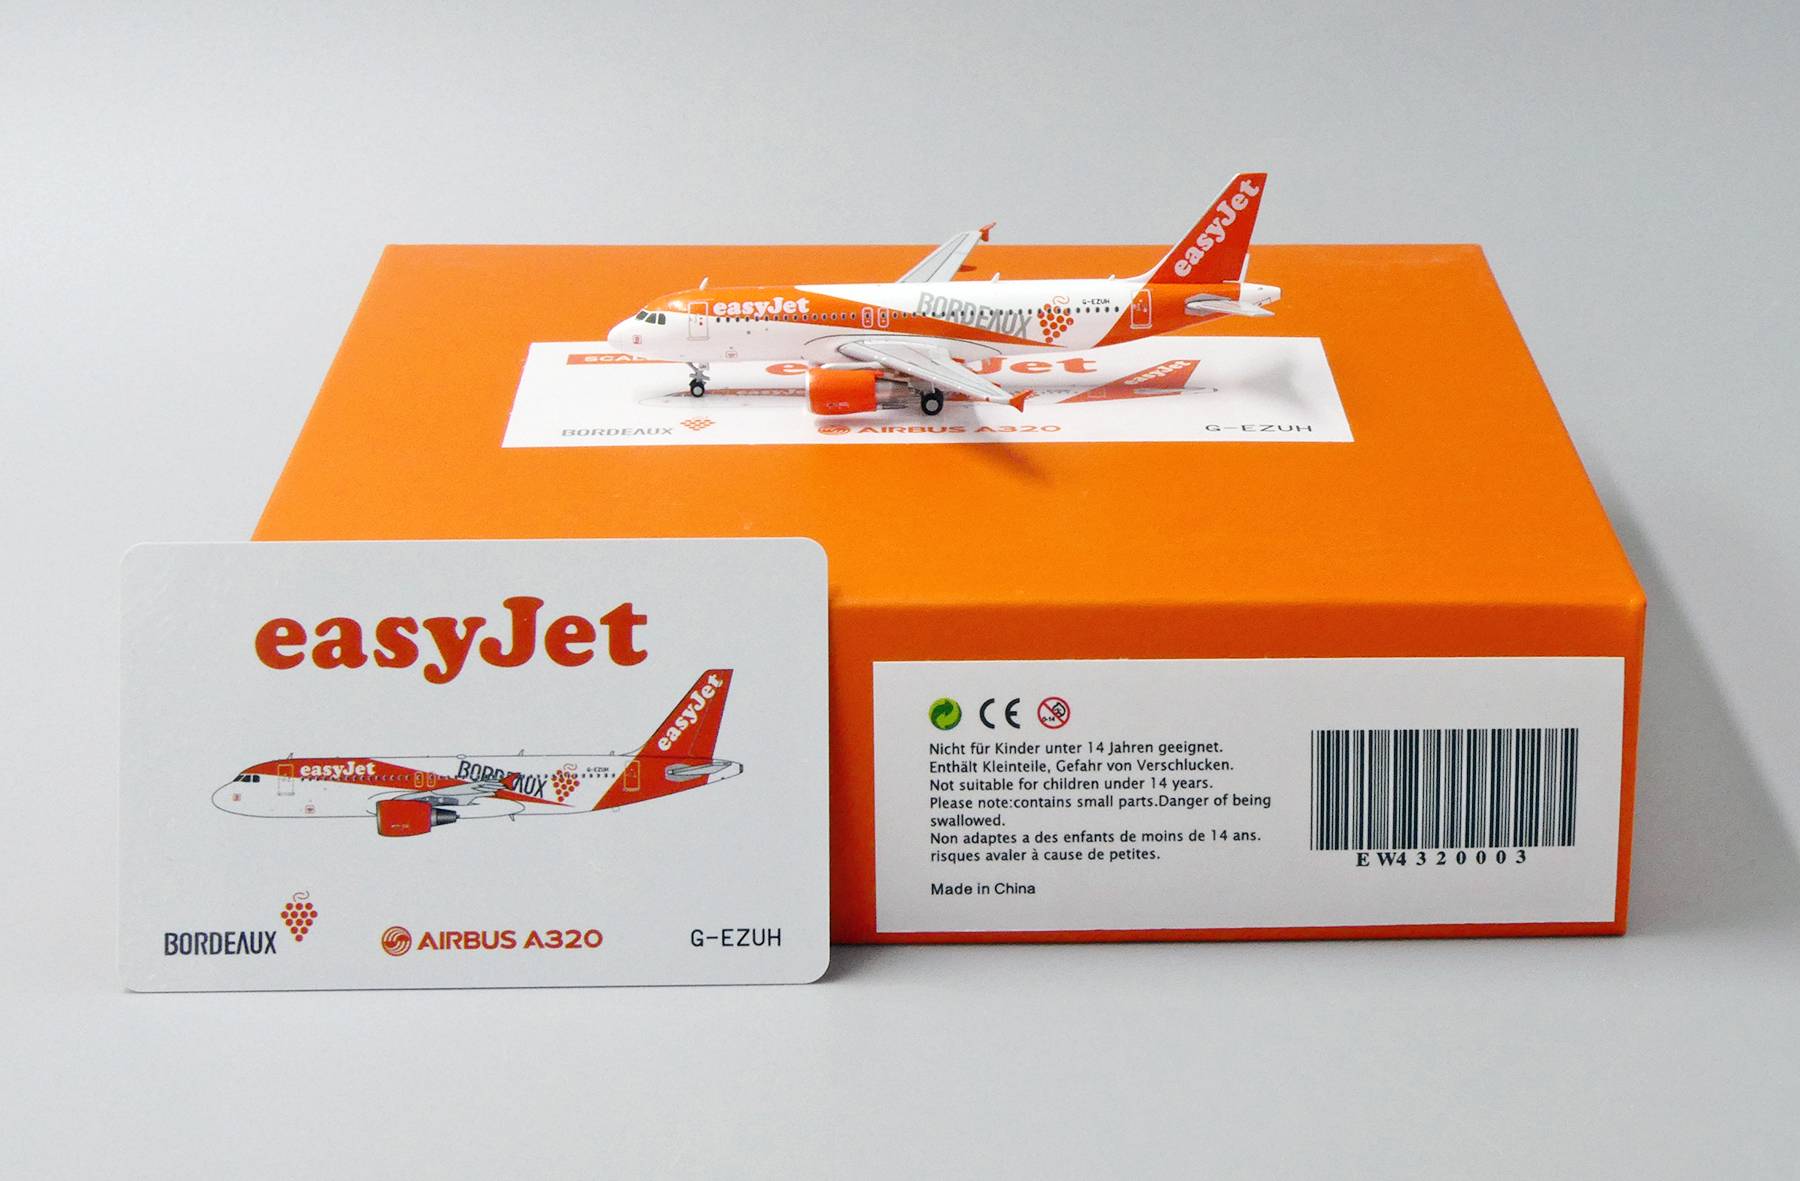 easyJet
easyJet
BORDEAUX
G-EZUH
BORDEAUX
AIRBUS A320
G-EZUH
easyJet
easyJet
easyJet
BORDEAUX
G-EZUH
BORDEAUX
AIRBUS A320
G-EZUH
CE
0-14
Nicht für Kinder unter 14 Jahren geeignet.
Enthält Kleinteile, Gefahr von Verschlucken.
Not suitable for children under 14 years.
Please note:contains small parts.Danger of being
swallowed.
Non adaptes a des enfants de moins de 14 ans.
risques avaler à cause de petites.
Made in China
EW4320003